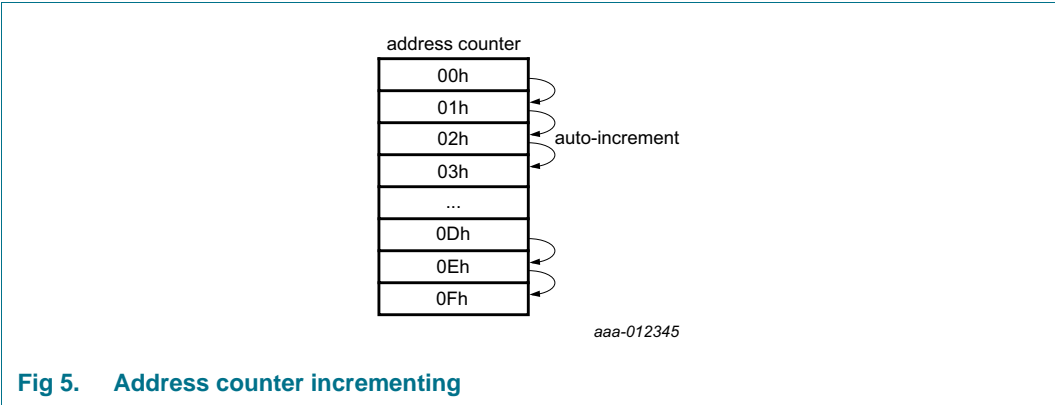 address counter
00h
01h
02h
auto-increment
03h
...
0Dh
0Eh
0Fh
aaa-012345
Fig 5. Address counter incrementing